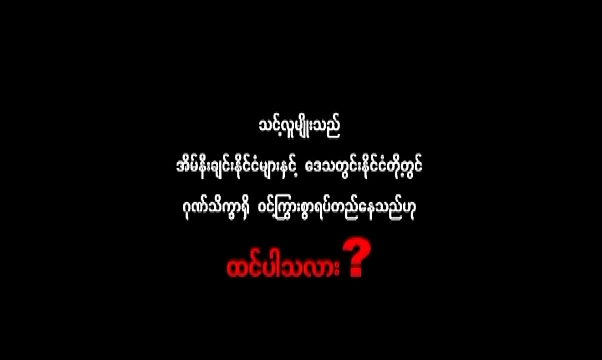 သင့်လူမျိုးသည်
အိမ်နီးချင်းနိုင်ငံများနှင့် ဒေသတွင်းနိုင်ငံတို့တွင်
ဂုဏ်သိက္ခာရှိ ဝင့်ကြွားစွာရပ်တည်နေသည်ဟု
ထင်ပါသလား?